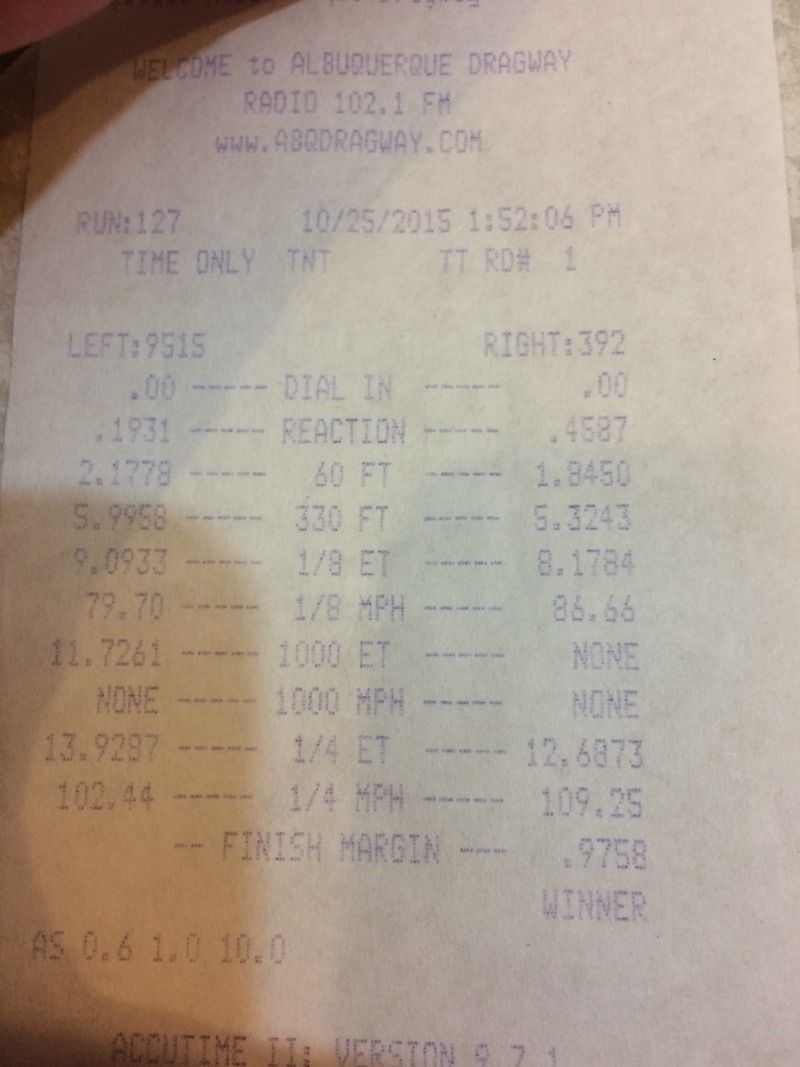 WELCOME to ALBUQUERQUE DRAGWAY
RADIO 102.1 FM
www.ABQDRAGWAY.COM
RUN:127 10/25/2015 1:52:06 PM
TIME ONLY TNT TT RD# 1
LEFT:9515 RIGHT:392
.00 ----- DIAL IN ----- .00
.1931 ----- REACTION ----- .4587
2.1778 ----- 60 FT ----- 1.8450
5.9958 ----- 330 FT ----- 5.3243
9.0933 ----- 1/8 ET ----- 8.1784
79.70 ----- 1/8 MPH ----- 86.66
11.7261 ----- 1000 ET ----- NONE
NONE ----- 1000 MPH ----- NONE
13.9287 ----- 1/4 ET ----- 12.6873
102.44 ----- 1/4 MPH ----- 109.25
-- FINISH MARGIN --- .9758
WINNER
AS 0.6 1.0 10.0
ACCUTIME II: VERSION 9.7.1